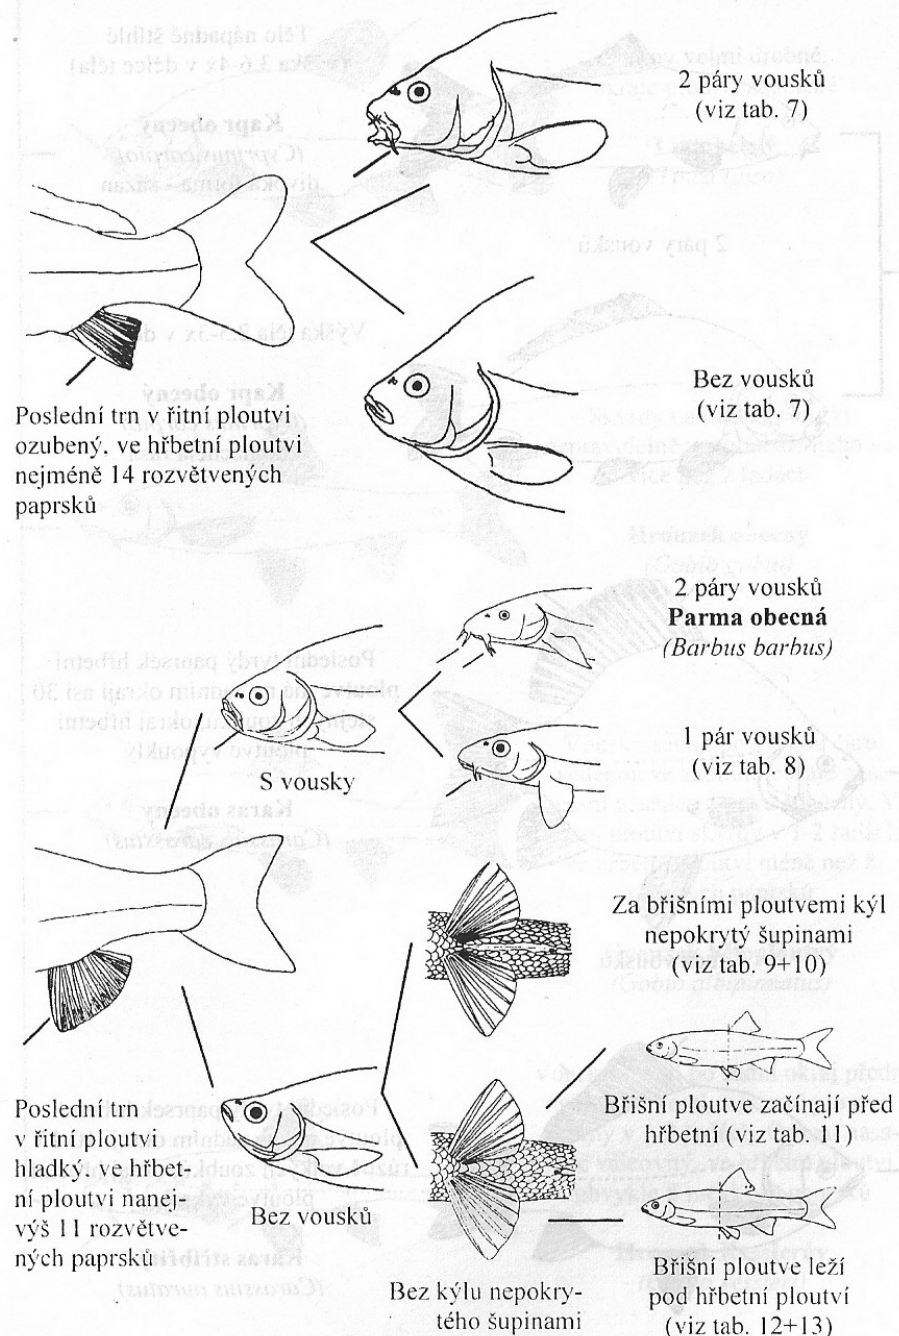 2 páry vousků
(viz tab. 7)
Bez vousků
(viz tab. 7)
Poslední trn v řitní ploutvi
ozubený, ve hřbetní ploutvi
nejméně 14 rozvětvených
paprsků
2 páry vousků
Parma obecná
(Barbus barbus)
S vousky
1 pár vousků
(viz tab. 8)
Za břišními ploutvemi kýl
nepokrytý šupinami
(viz tab. 9+10)
Břišní ploutve začínají před
hřbetní (viz tab. 11)
Poslední trn
v řitní ploutvi
hladký, ve hřbet-
ní ploutvi nanej-
výš 11 rozvětve-
ných paprsků
Bez vousků
Bez kýlu nepokry-
tého šupinami
Břišní ploutve leží
pod hřbetní ploutví
(viz tab. 12+13)